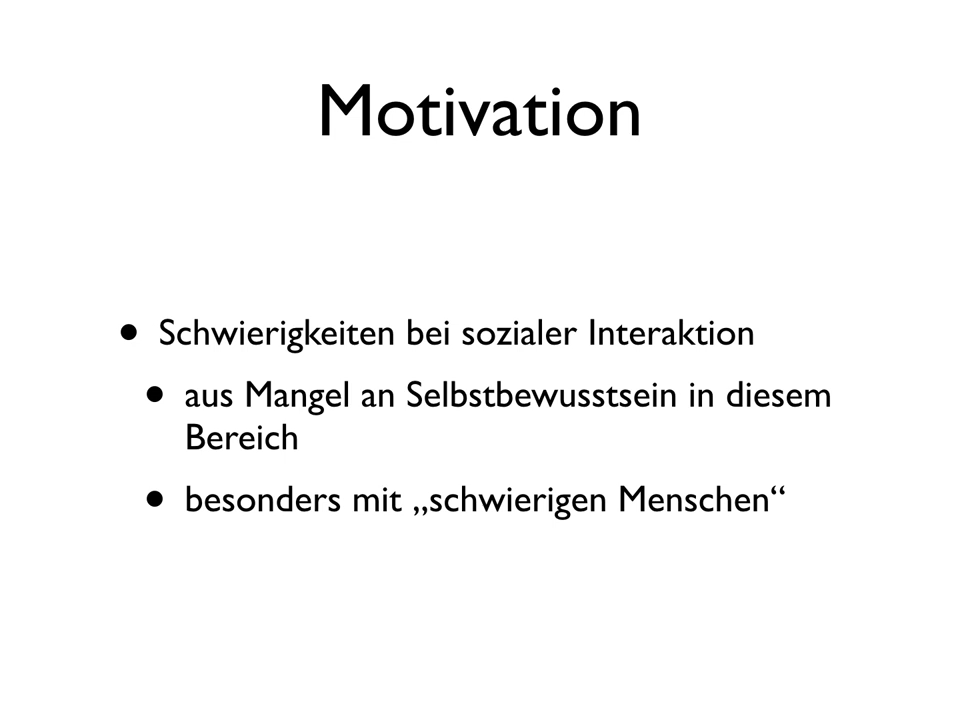 Motivation
• Schwierigkeiten bei sozialer Interaktion
• aus Mangel an Selbstbewusstsein in diesem
Bereich
• besonders mit „schwierigen Menschen“